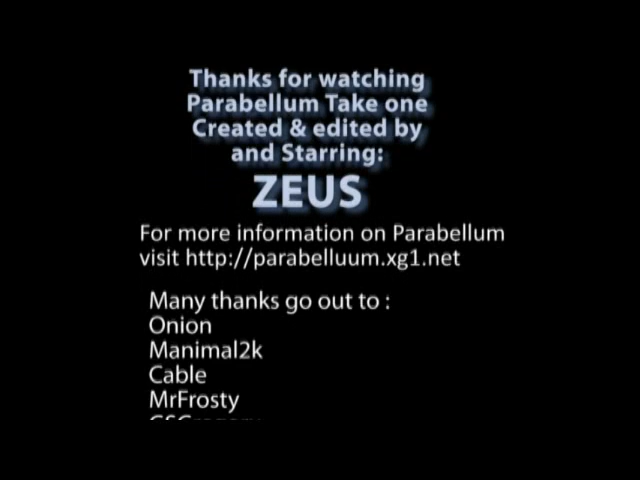 Thanks for watching
Parabellum Take one
Created & edited by
and Starring:
ZEUS
For more information on Parabellum
visit http://parabelluum.xg1.net
Many thanks go out to :
Onion
Manimal2k
Cable
MrFrosty